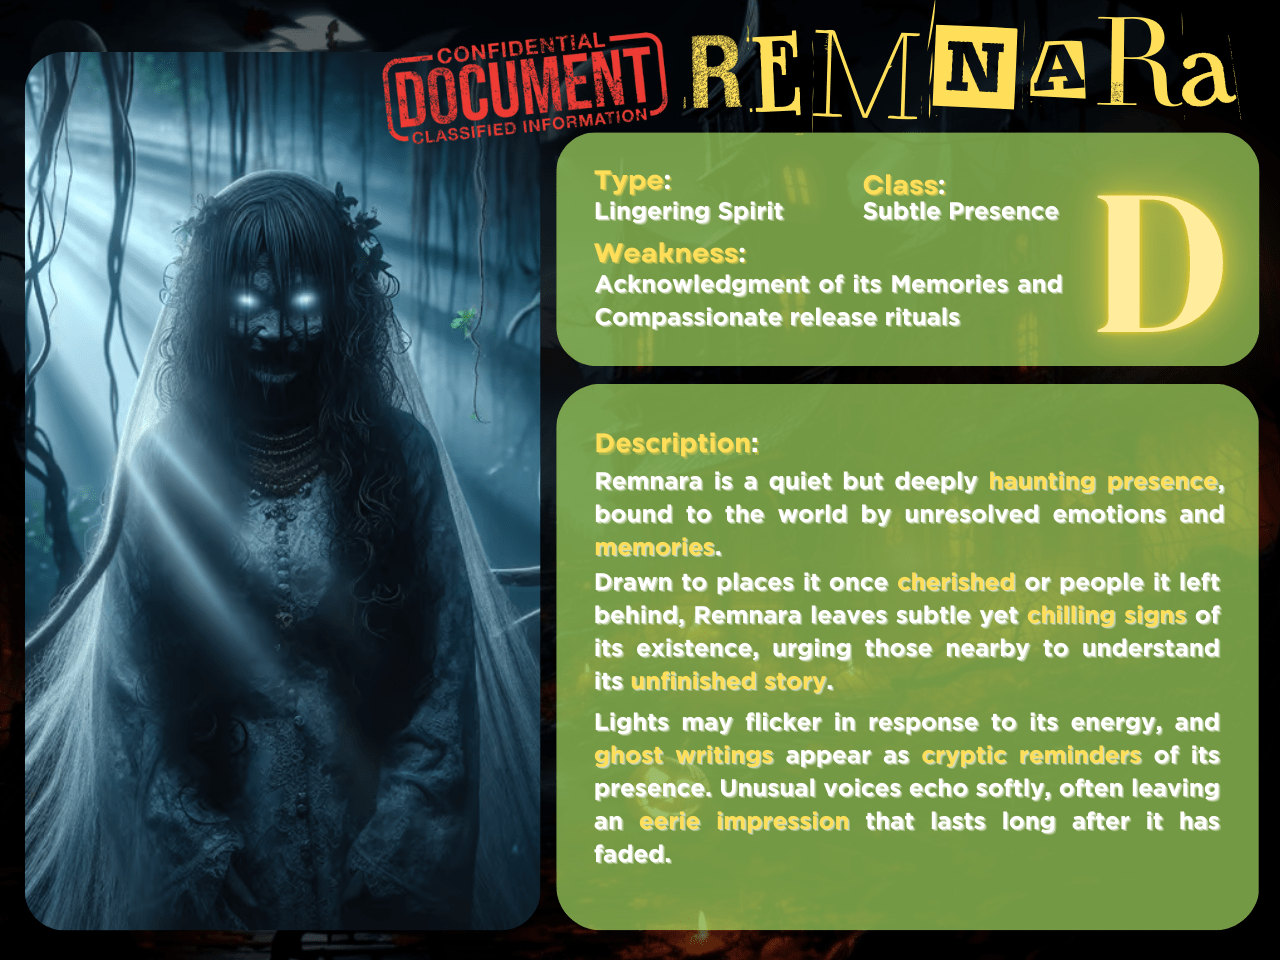 CONFIDENTIAL
DOCUMENT
CLASSIFIED INFORMATION
REMNARa
Type:
Lingering Spirit
Class:
Subtle Presence
D
Weakness:
Acknowledgment of its Memories and
Compassionate release rituals
Description:
Remnara is a quiet but deeply haunting presence,
bound to the world by unresolved emotions and
memories.
Drawn to places it once cherished or people it left
behind, Remnara leaves subtle yet chilling signs of
its existence, urging those nearby to understand
its unfinished story.
Lights may flicker in response to its energy, and
ghost writings appear as cryptic reminders of its
presence. Unusual voices echo softly, often leaving
an eerie impression that lasts long after it has
faded.